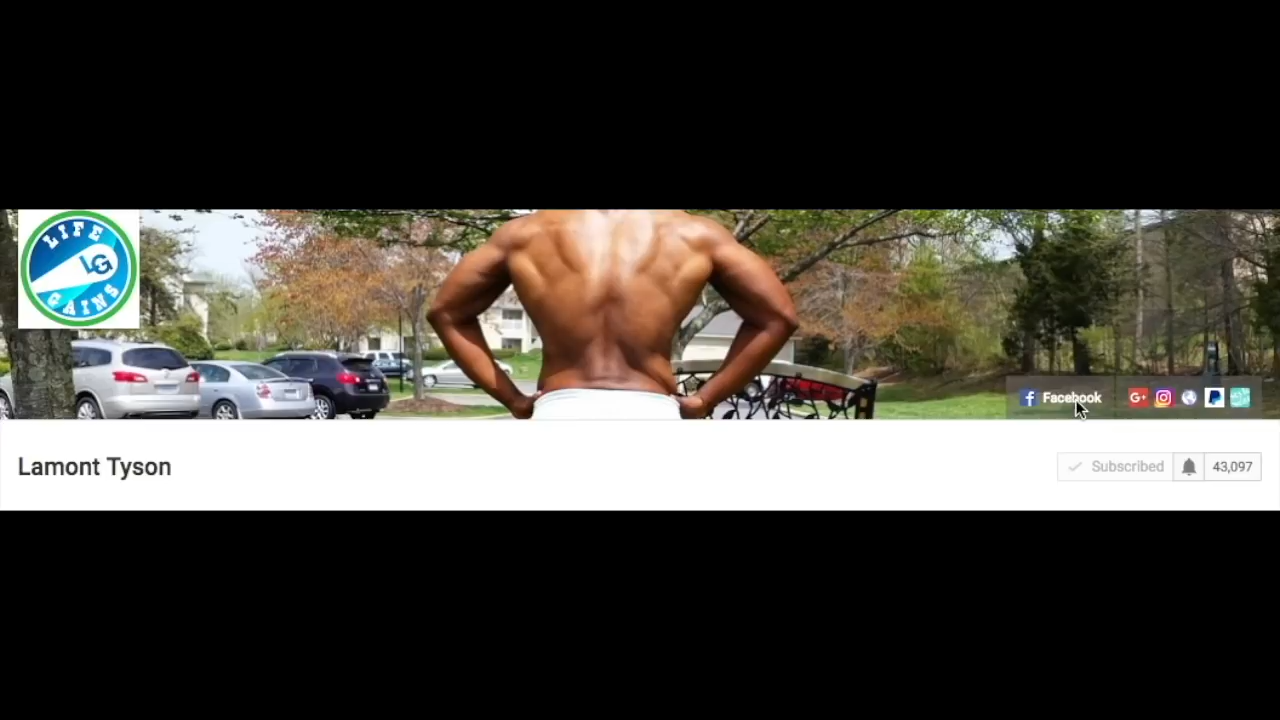 LIFE
LG
GAINS
Facebook
G+
Lamont Tyson
Subscribed
43,097